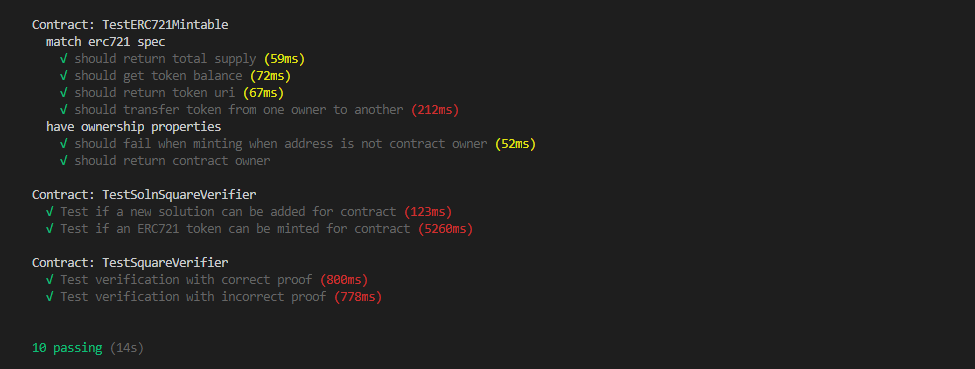 Contract: TestERC721Mintable
match erc721 spec
√ should return total supply (59ms)
√ should get token balance (72ms)
√ should return token uri (67ms)
√ should transfer token from one owner to another (212ms)
have ownership properties
√ should fail when minting when address is not contract owner (52ms)
√ should return contract owner
Contract: TestSolnSquareVerifier
√ Test if a new solution can be added for contract (123ms)
√ Test if an ERC721 token can be minted for contract (5260ms)
Contract: TestSquareVerifier
√ Test verification with correct proof (800ms)
√ Test verification with incorrect proof (778ms)
10 passing (14s)